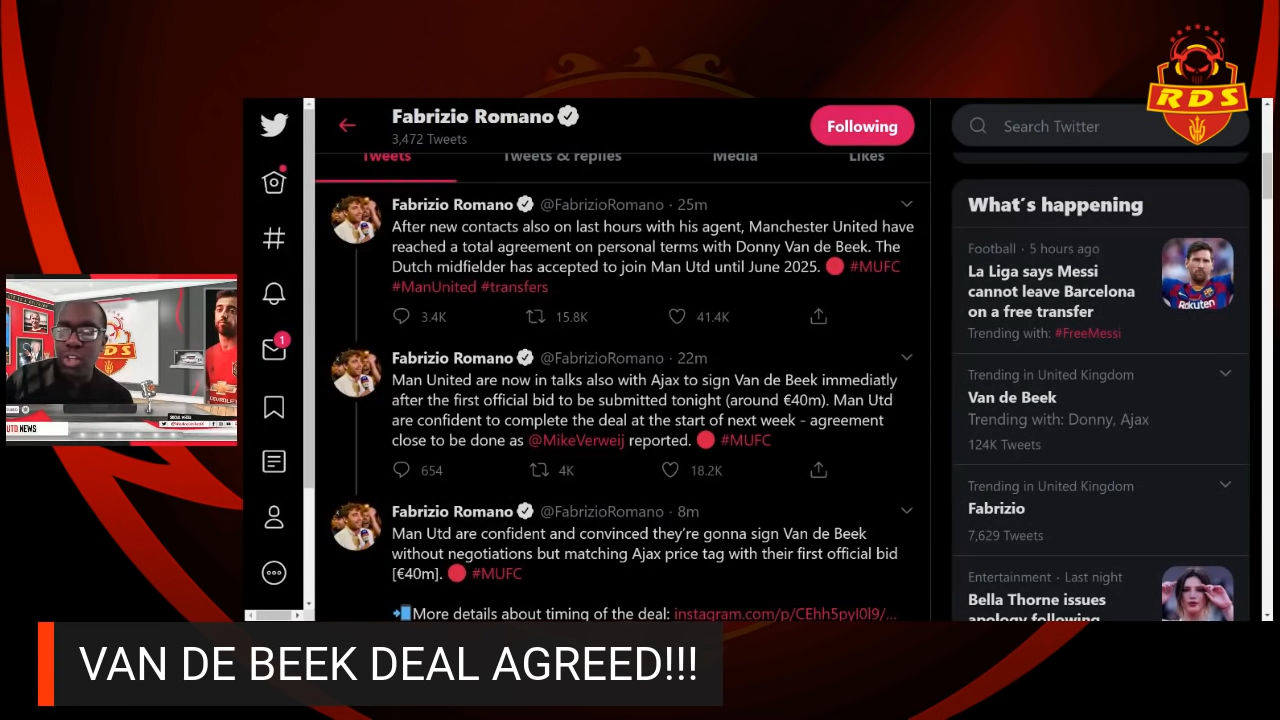 RDS
Fabrizio Romano
3,472 Tweets
Following
Search Twitter
Tweets
Tweets & replies
Media
Likes
Fabrizio Romano @FabrizioRomano · 25m
After new contacts also on last hours with his agent, Manchester United have
reached a total agreement on personal terms with Donny Van de Beek. The
Dutch midfielder has accepted to join Man Utd until June 2025. 🔴 #MUFC
#ManUnited #transfers
3.4K
15.8K
41.4K
Fabrizio Romano @FabrizioRomano · 22m
Man United are now in talks also with Ajax to sign Van de Beek immediatly
after the first official bid to be submitted tonight (around €40m). Man Utd
are confident to complete the deal at the start of next week - agreement
close to be done as @MikeVerweij reported. 🔴 #MUFC
654
4K
18.2K
Fabrizio Romano @FabrizioRomano · 8m
Man Utd are confident and convinced they're gonna sign Van de Beek
without negotiations but matching Ajax price tag with their first official bid
[€40m]. 🔴 #MUFC
📲More details about timing of the deal: instagram.com/p/CEhh5pyI0l9/...
What's happening
Football · 5 hours ago
La Liga says Messi
cannot leave Barcelona
on a free transfer
Trending with: #FreeMessi
Rakuten
Trending in United Kingdom
Van de Beek
Trending with: Donny, Ajax
124K Tweets
Trending in United Kingdom
Fabrizio
7,629 Tweets
Entertainment · Last night
Bella Thorne issues
apology following
1
RDS
UTD NEWS
VAN DE BEEK DEAL AGREED!!!